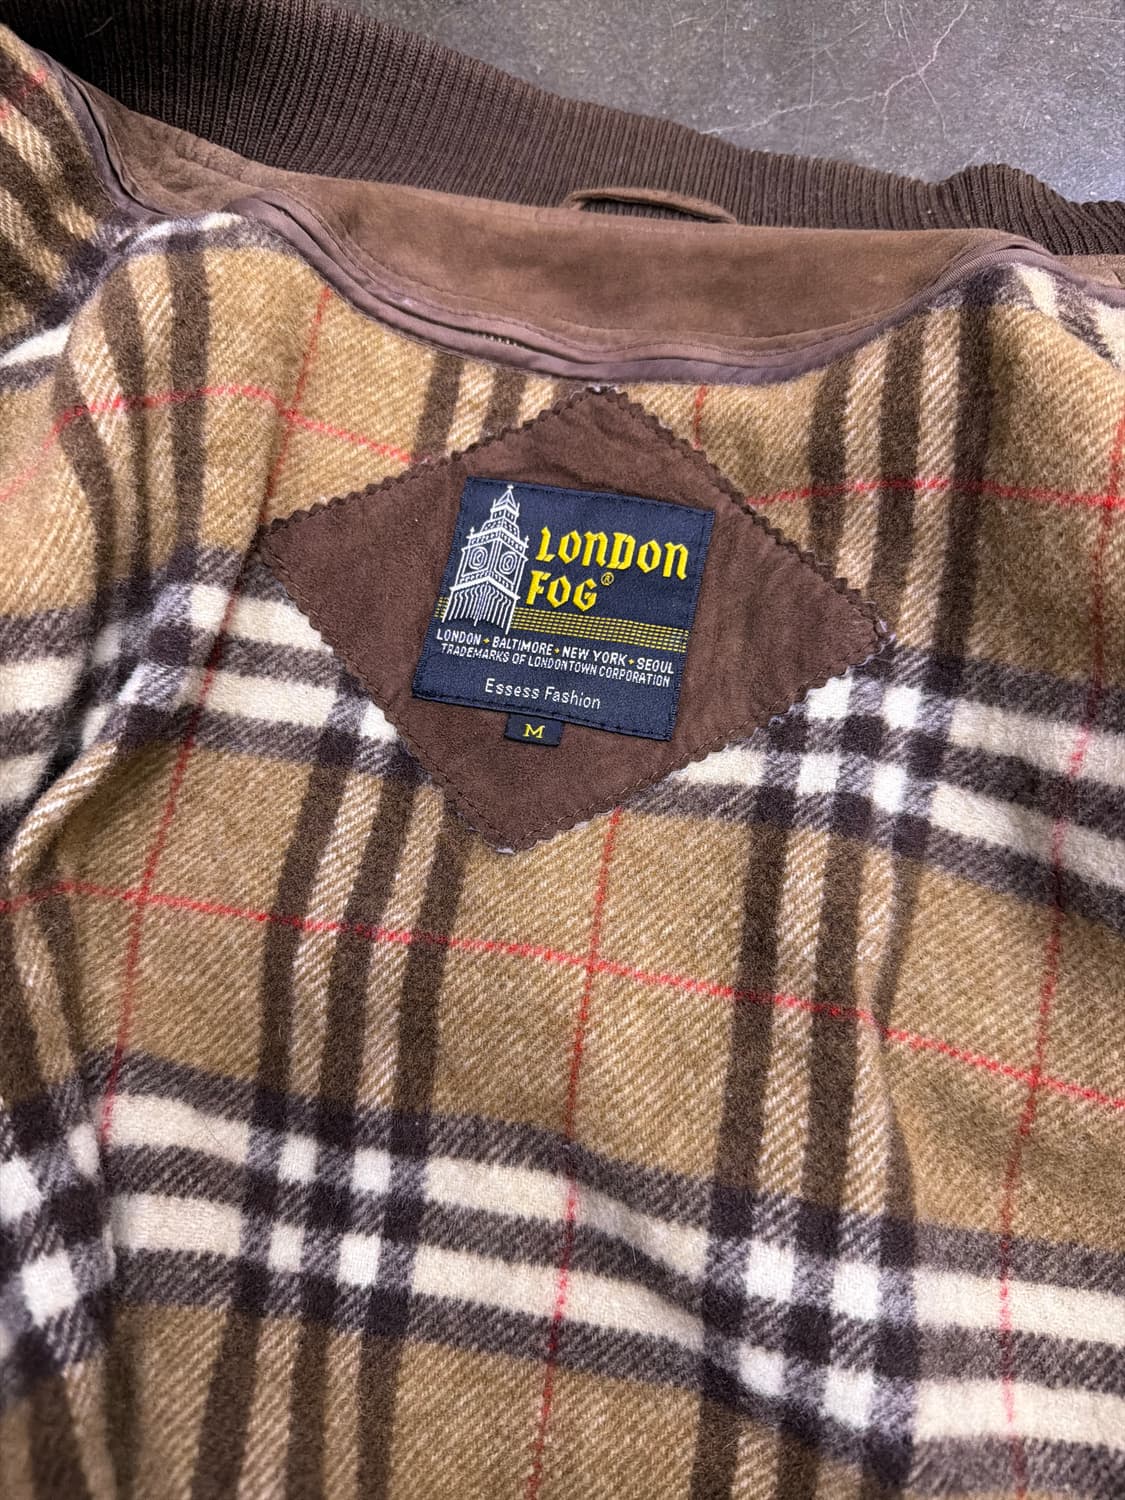 LONDON
FOG®
LONDON • BALTIMORE • NEW YORK • SEOUL
TRADEMARKS OF LONDONTOWN CORPORATION
Essess Fashion
M